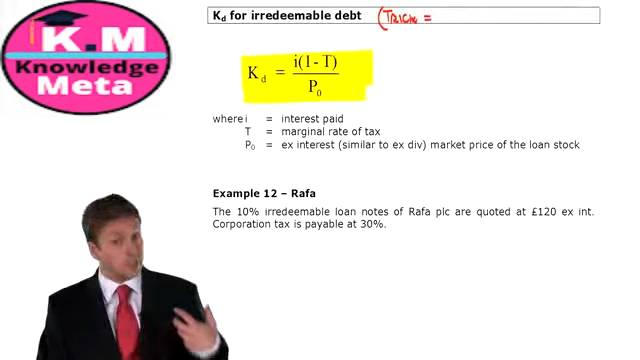 K.M
Knowledge
Meta
Kd for irredeemable debt (TRICK =
Kd = i(1 - T)
P0
where i = interest paid
T = marginal rate of tax
P0 = ex interest (similar to ex div) market price of the loan stock
Example 12 – Rafa
The 10% irredeemable loan notes of Rafa plc are quoted at £120 ex int.
Corporation tax is payable at 30%.